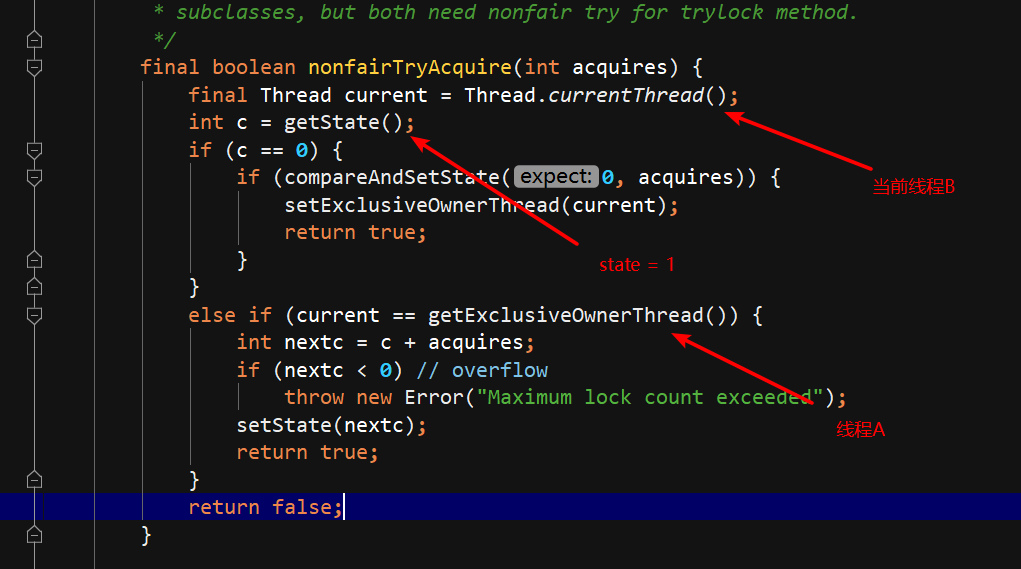 * subclasses, but both need nonfair try for trylock method.
*/
final boolean nonfairTryAcquire(int acquires) {
final Thread current = Thread.currentThread();
int c = getState();
if (c == 0) {
if (compareAndSetState( expect: 0, acquires)) {
当前线程B
setExclusiveOwnerThread(current);
return true;
}
state = 1
}
else if (current == getExclusiveOwnerThread()) {
int nextc = c + acquires;
if (nextc < 0) // overflow
throw new Error("Maximum lock count exceeded");
setState(nextc);
线程A
return true;
}
return false;
}